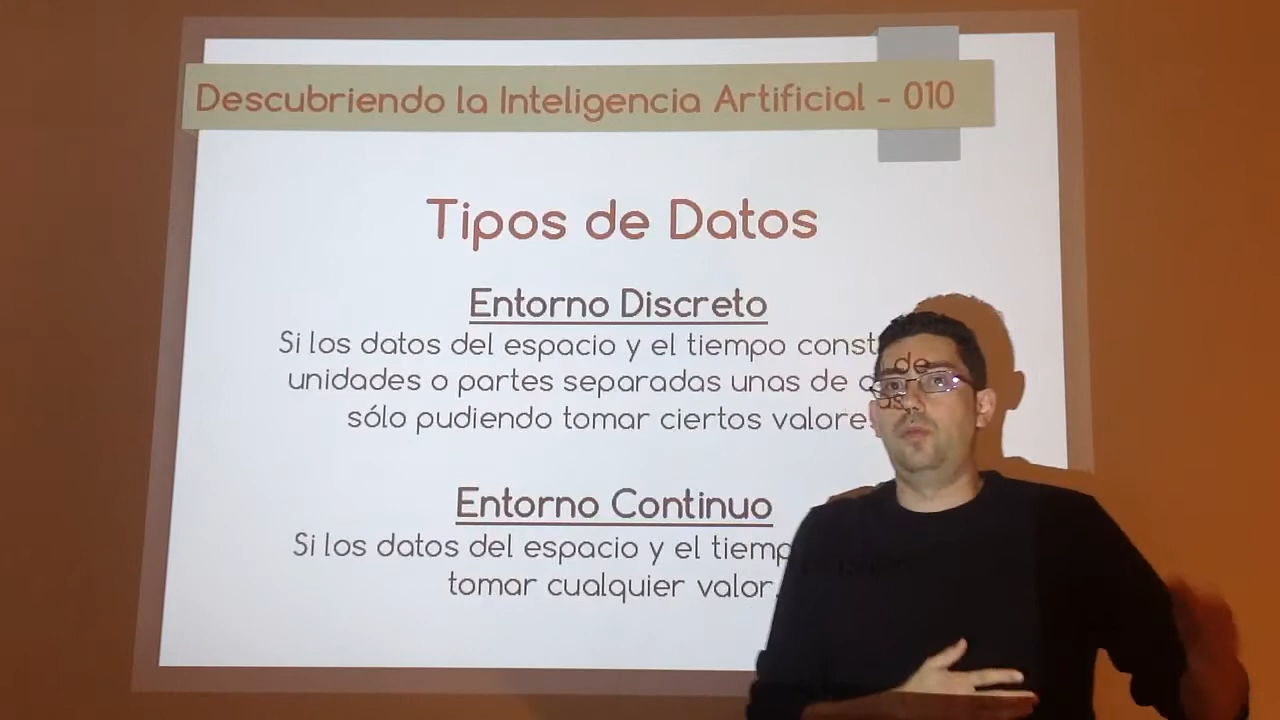 Descubriendo la Inteligencia Artificial - 010
Tipos de Datos
Entorno Discreto
Si los datos del espacio y el tiempo const de
unidades o partes separadas unas de as
sólo pudiendo tomar ciertos valore
Entorno Continuo
Si los datos del espacio y el tiemp
tomar cualquier valor.